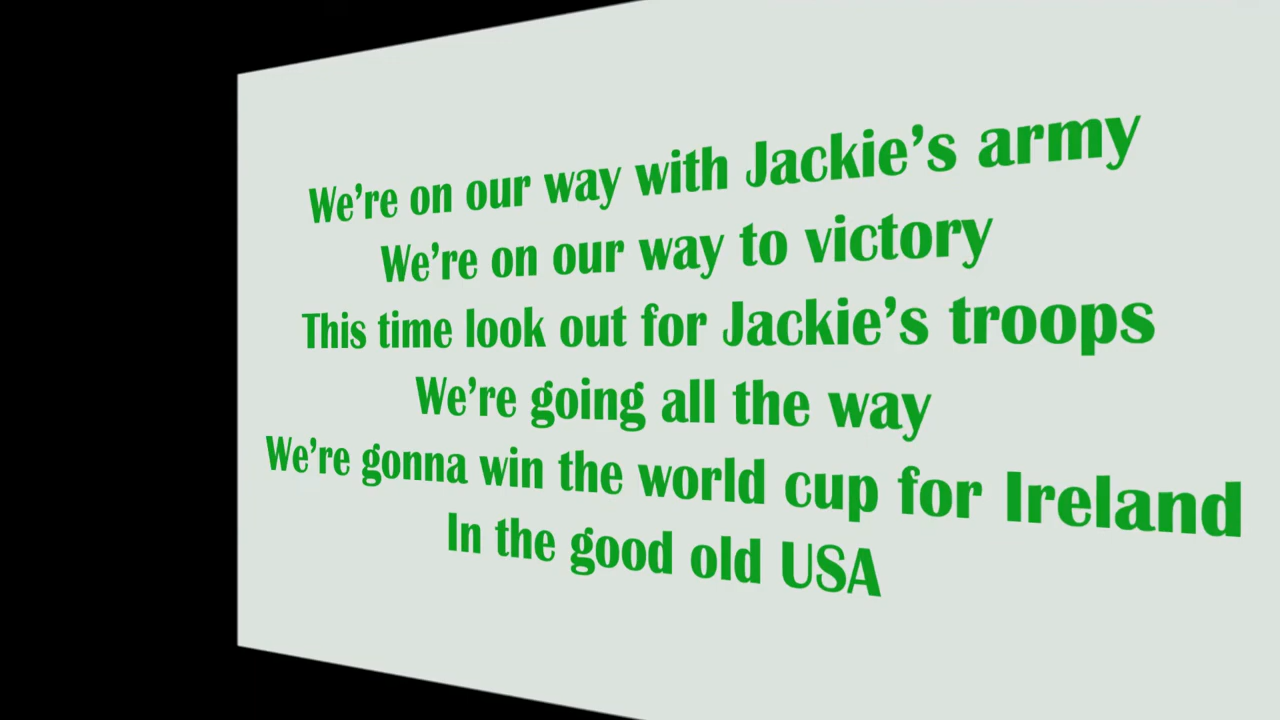 We’re on our way with Jackie’s army
We’re on our way to victory
This time look out for Jackie’s troops
We’re going all the way
We’re gonna win the world cup for Ireland
In the good old USA